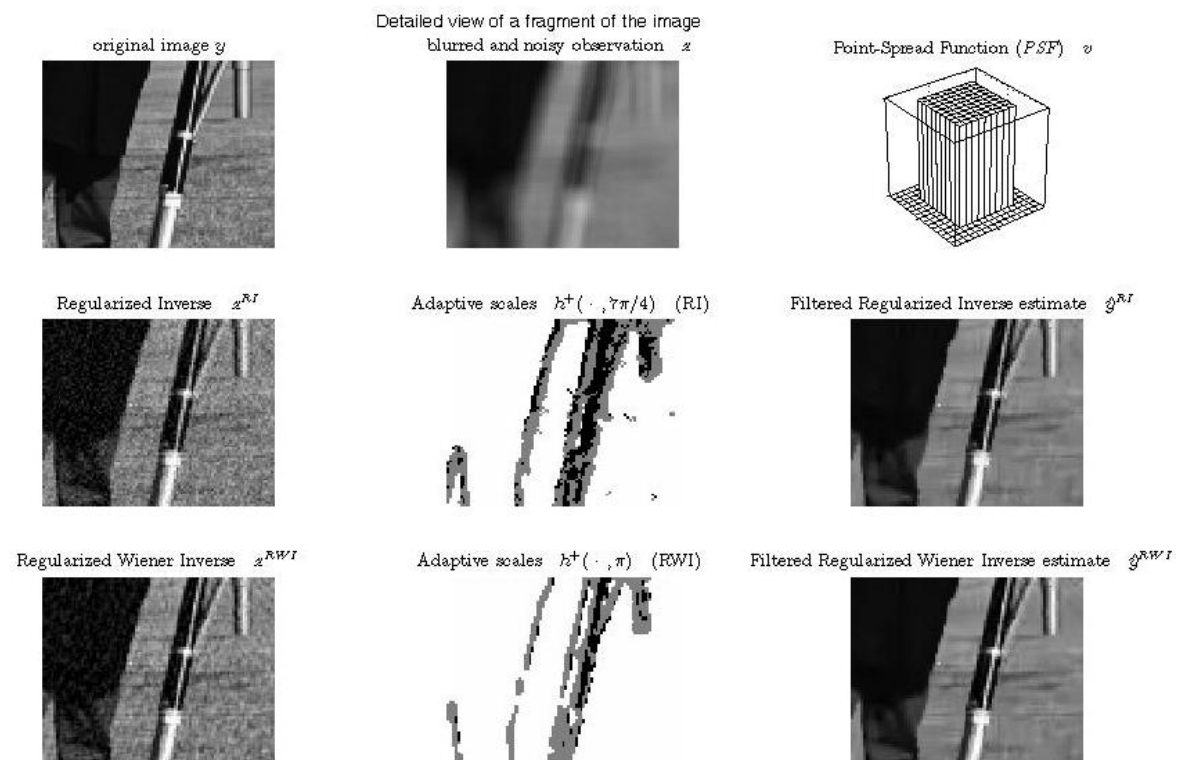 Detailed view of a fragment of the image
original image y
blurred and noisy observation z
Point-Spread Function (PSF) v
Regularized Inverse z^RI
Adaptive scales h⁺( · ,7π/4) (RI)
Filtered Regularized Inverse estimate ŷ^RI
Regularized Wiener Inverse z^RWI
Adaptive scales h⁺( · ,π) (RWI)
Filtered Regularized Wiener Inverse estimate ŷ^RWI